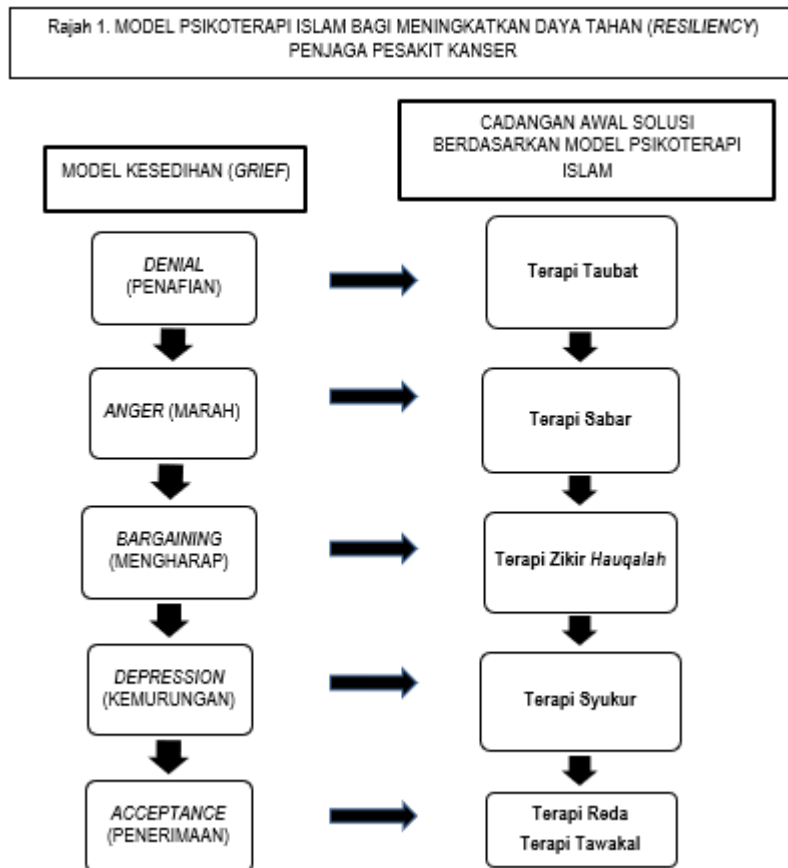 Rajah 1. MODEL PSIKOTERAPI ISLAM BAGI MENINGKATKAN DAYA TAHAN (RESILIENCY)
PENJAGA PESAKIT KANSER
MODEL KESEDIHAN (GRIEF)
CADANGAN AWAL SOLUSI
BERDASARKAN MODEL PSIKOTERAPI
ISLAM
DENIAL
(PENAFIAN)
Terapi Taubat
ANGER (MARAH)
Terapi Sabar
BARGAINING
(MENGHARAP)
Terapi Zikir Hauqalah
DEPRESSION
(KEMURUNGAN)
Terapi Syukur
ACCEPTANCE
(PENERIMAAN)
Terapi Reda
Terapi Tawakal